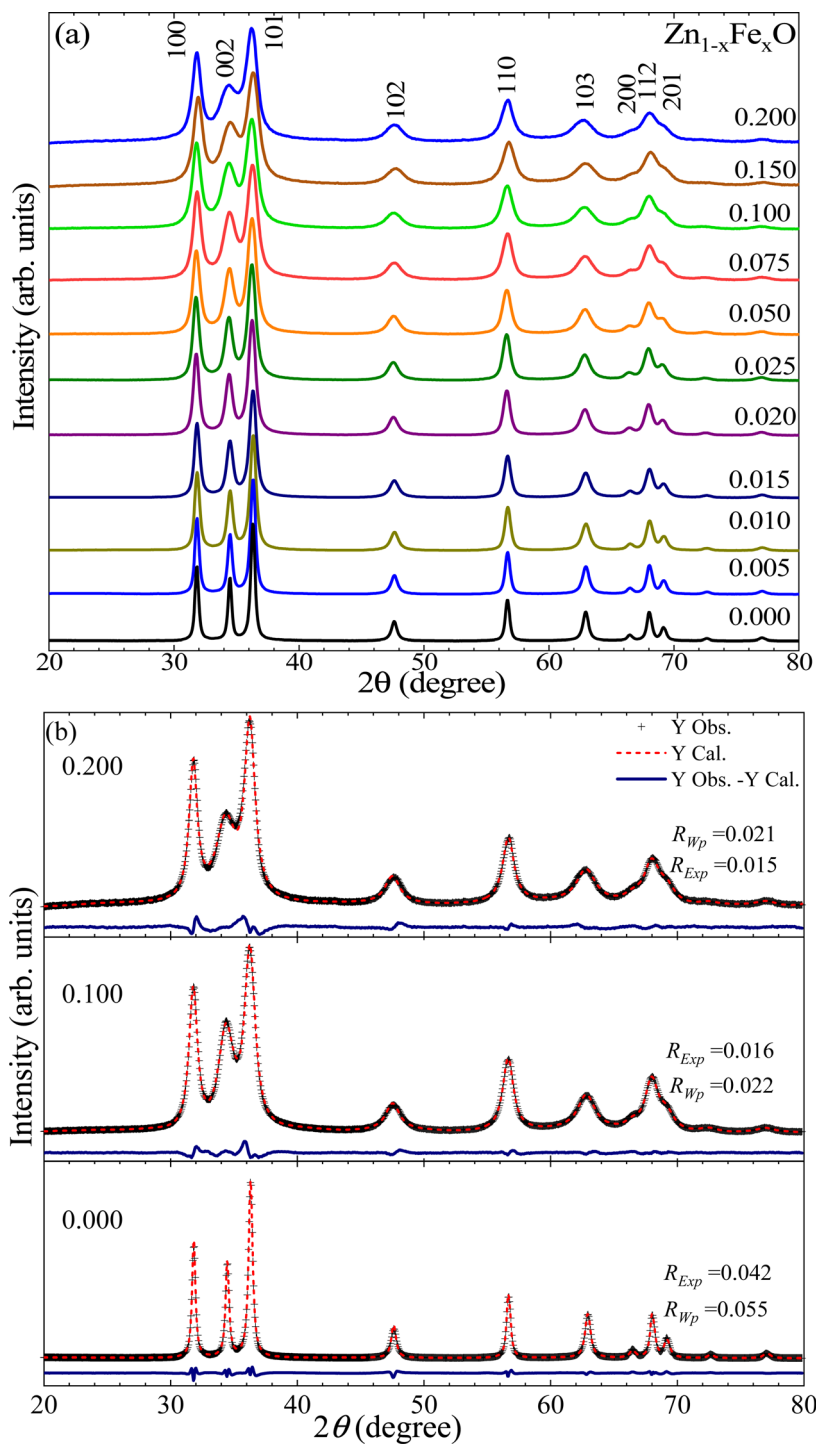 (a)
Zn1-xFexO
100
002
101
102
110
103
200
112
201
0.200
0.150
0.100
0.075
0.050
0.025
0.020
0.015
0.010
0.005
0.000
Intensity (arb. units)
20 30 40 50 60 70 80
2θ (degree)
(b)
Y Obs.
Y Cal.
Y Obs. -Y Cal.
0.200
RWp =0.021
RExp =0.015
0.100
RExp =0.016
RWp =0.022
0.000
RExp =0.042
RWp =0.055
Intensity (arb. units)
20 30 40 50 60 70 80
2θ (degree)